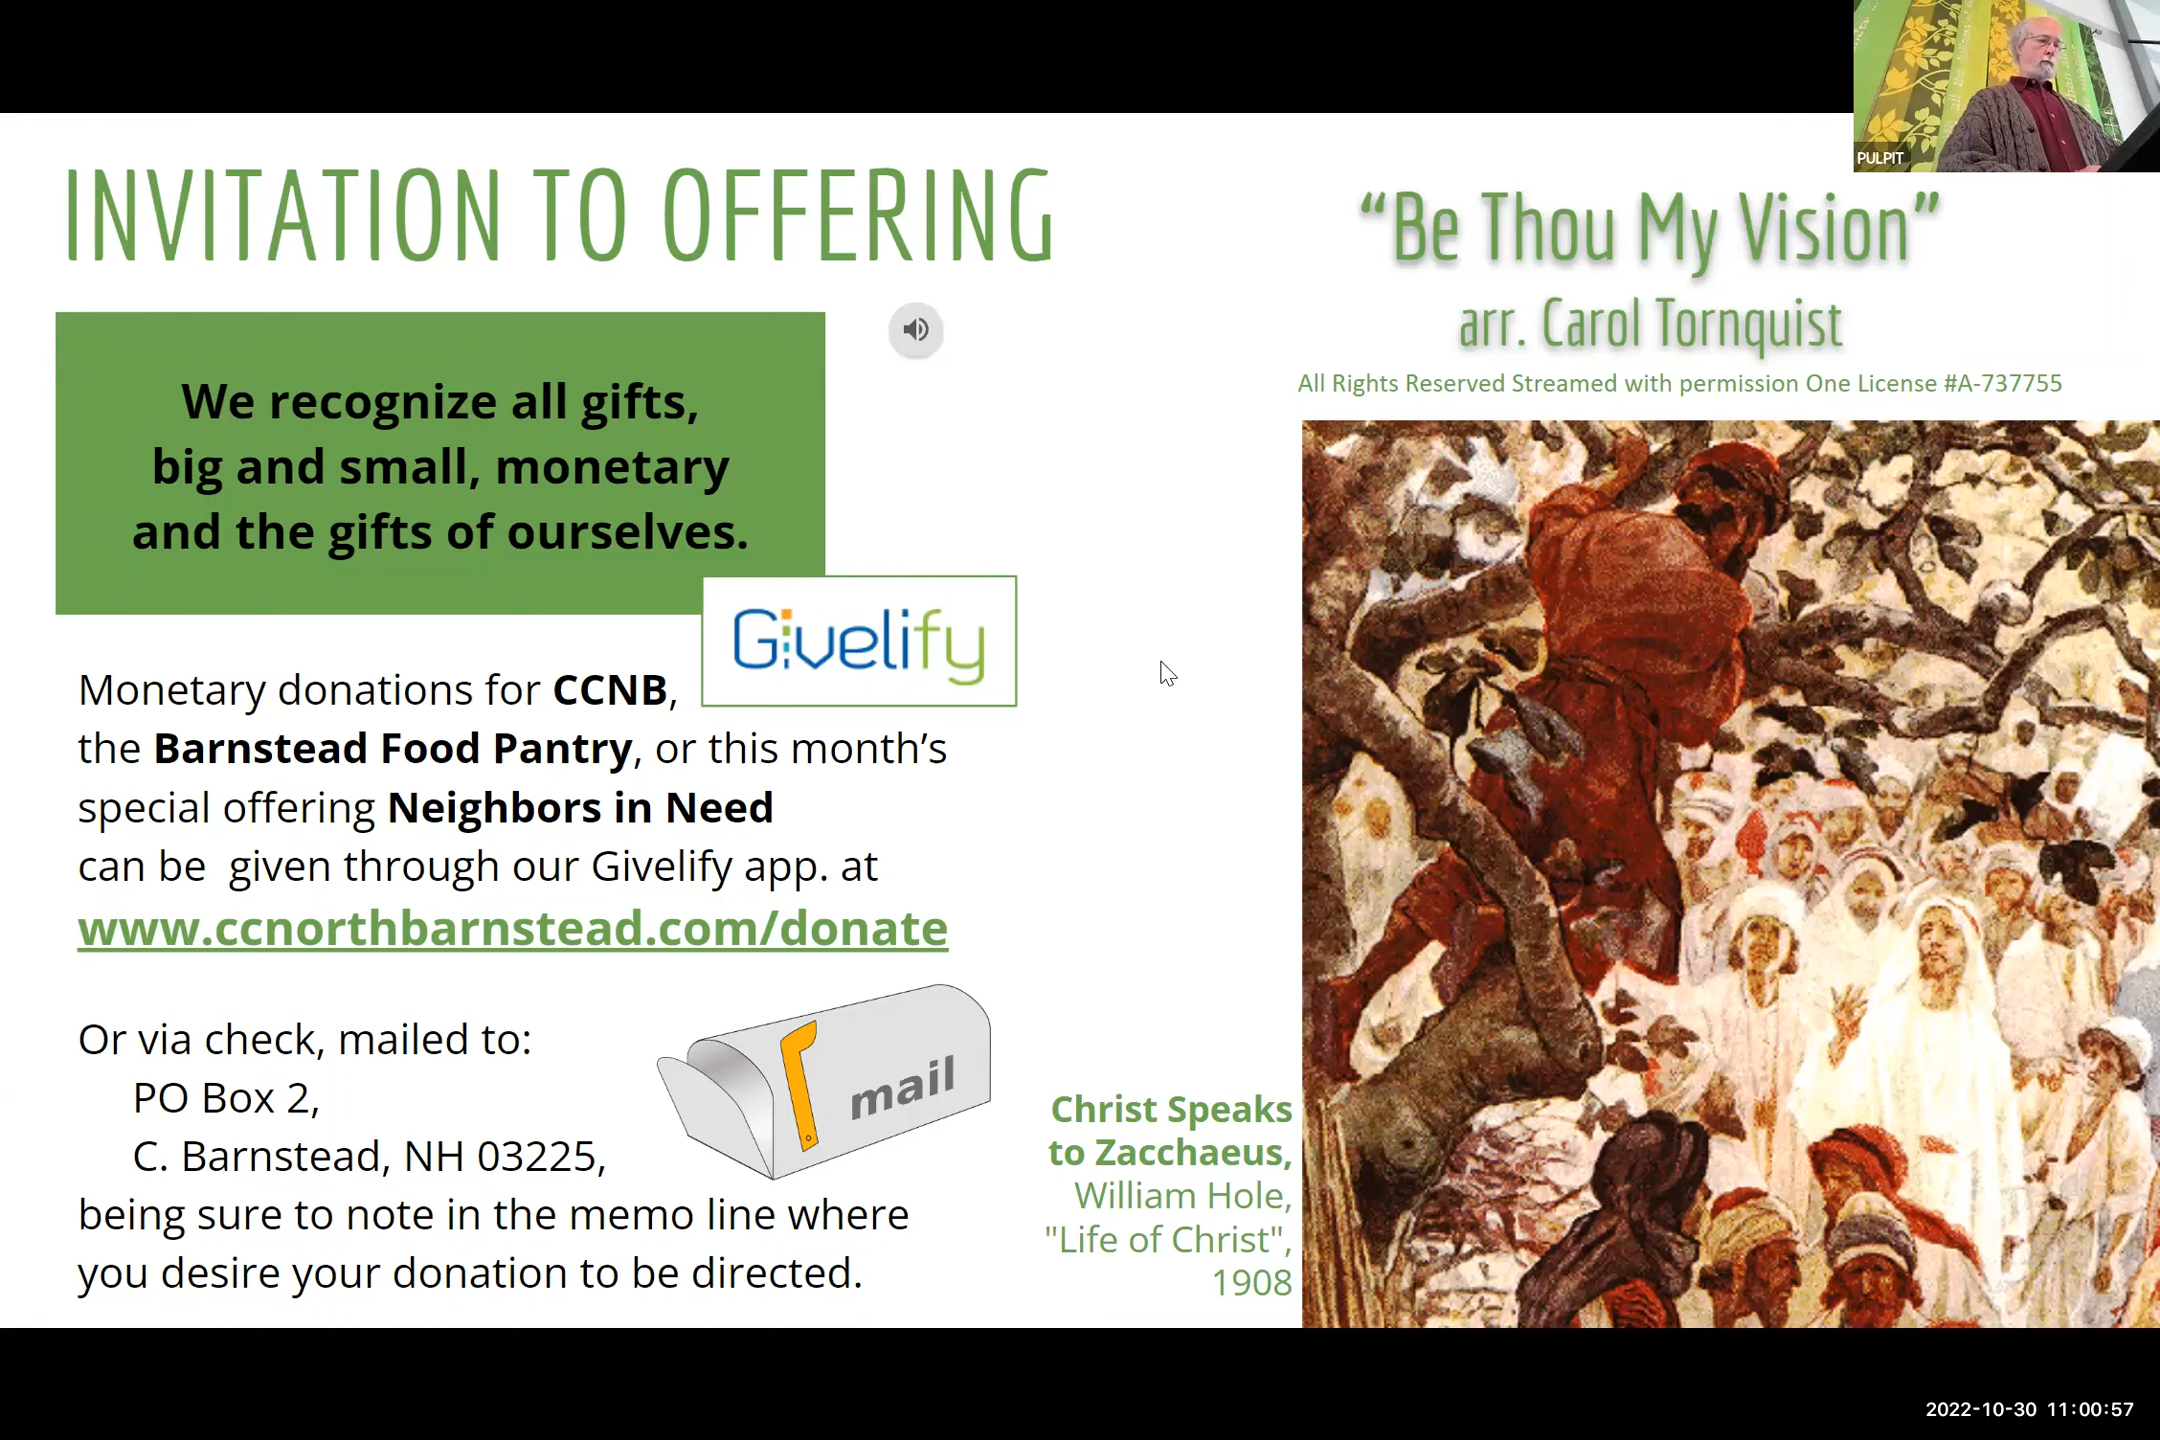 PULPIT
INVITATION TO OFFERING
We recognize all gifts,
big and small, monetary
and the gifts of ourselves.
Givelify
Monetary donations for CCNB,
the Barnstead Food Pantry, or this month’s
special offering Neighbors in Need
can be  given through our Givelify app. at
www.ccnorthbarnstead.com/donate
Or via check, mailed to:
PO Box 2,
C. Barnstead, NH 03225,
being sure to note in the memo line where
you desire your donation to be directed.
mail
“Be Thou My Vision”
arr. Carol Tornquist
All Rights Reserved Streamed with permission One License #A-737755
Christ Speaks
to Zacchaeus,
William Hole,
"Life of Christ",
1908
2022-10-30 11:00:57